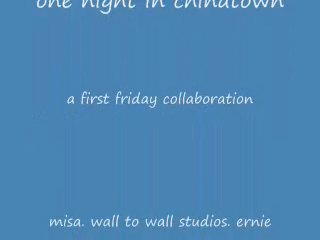 one night in chinatown
a first friday collaboration
misa. wall to wall studios. ernie